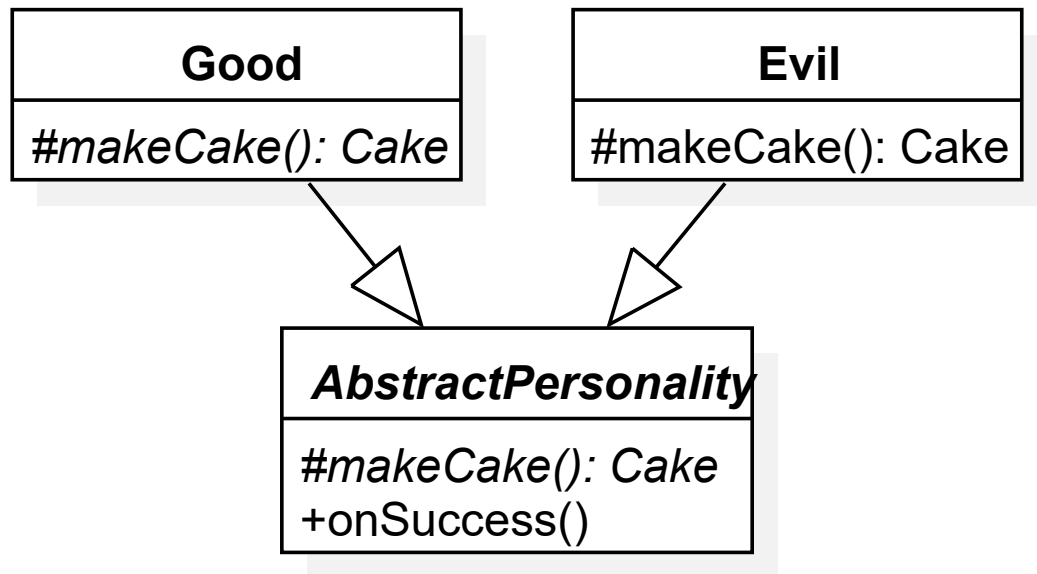 Good
#makeCake(): Cake
Evil
#makeCake(): Cake
AbstractPersonality
#makeCake(): Cake
+onSuccess()